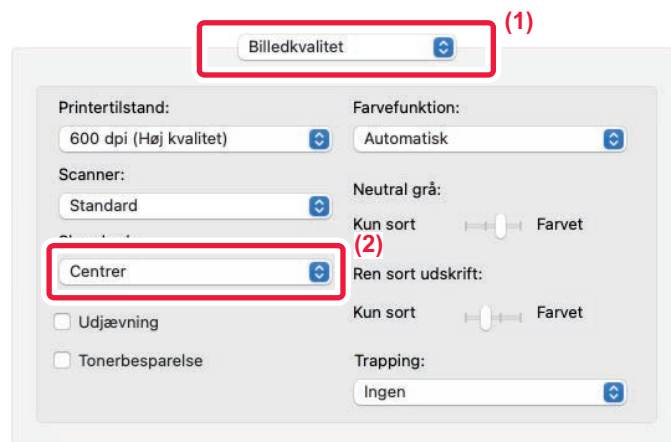 (1)
Billedkvalitet
Printertilstand:
600 dpi (Høj kvalitet)
Scanner:
Standard
(2)
Centrer
Udjævning
Tonerbesparelse
Farvefunktion:
Automatisk
Neutral grå:
Kun sort
Farvet
Ren sort udskrift:
Kun sort
Farvet
Trapping:
Ingen